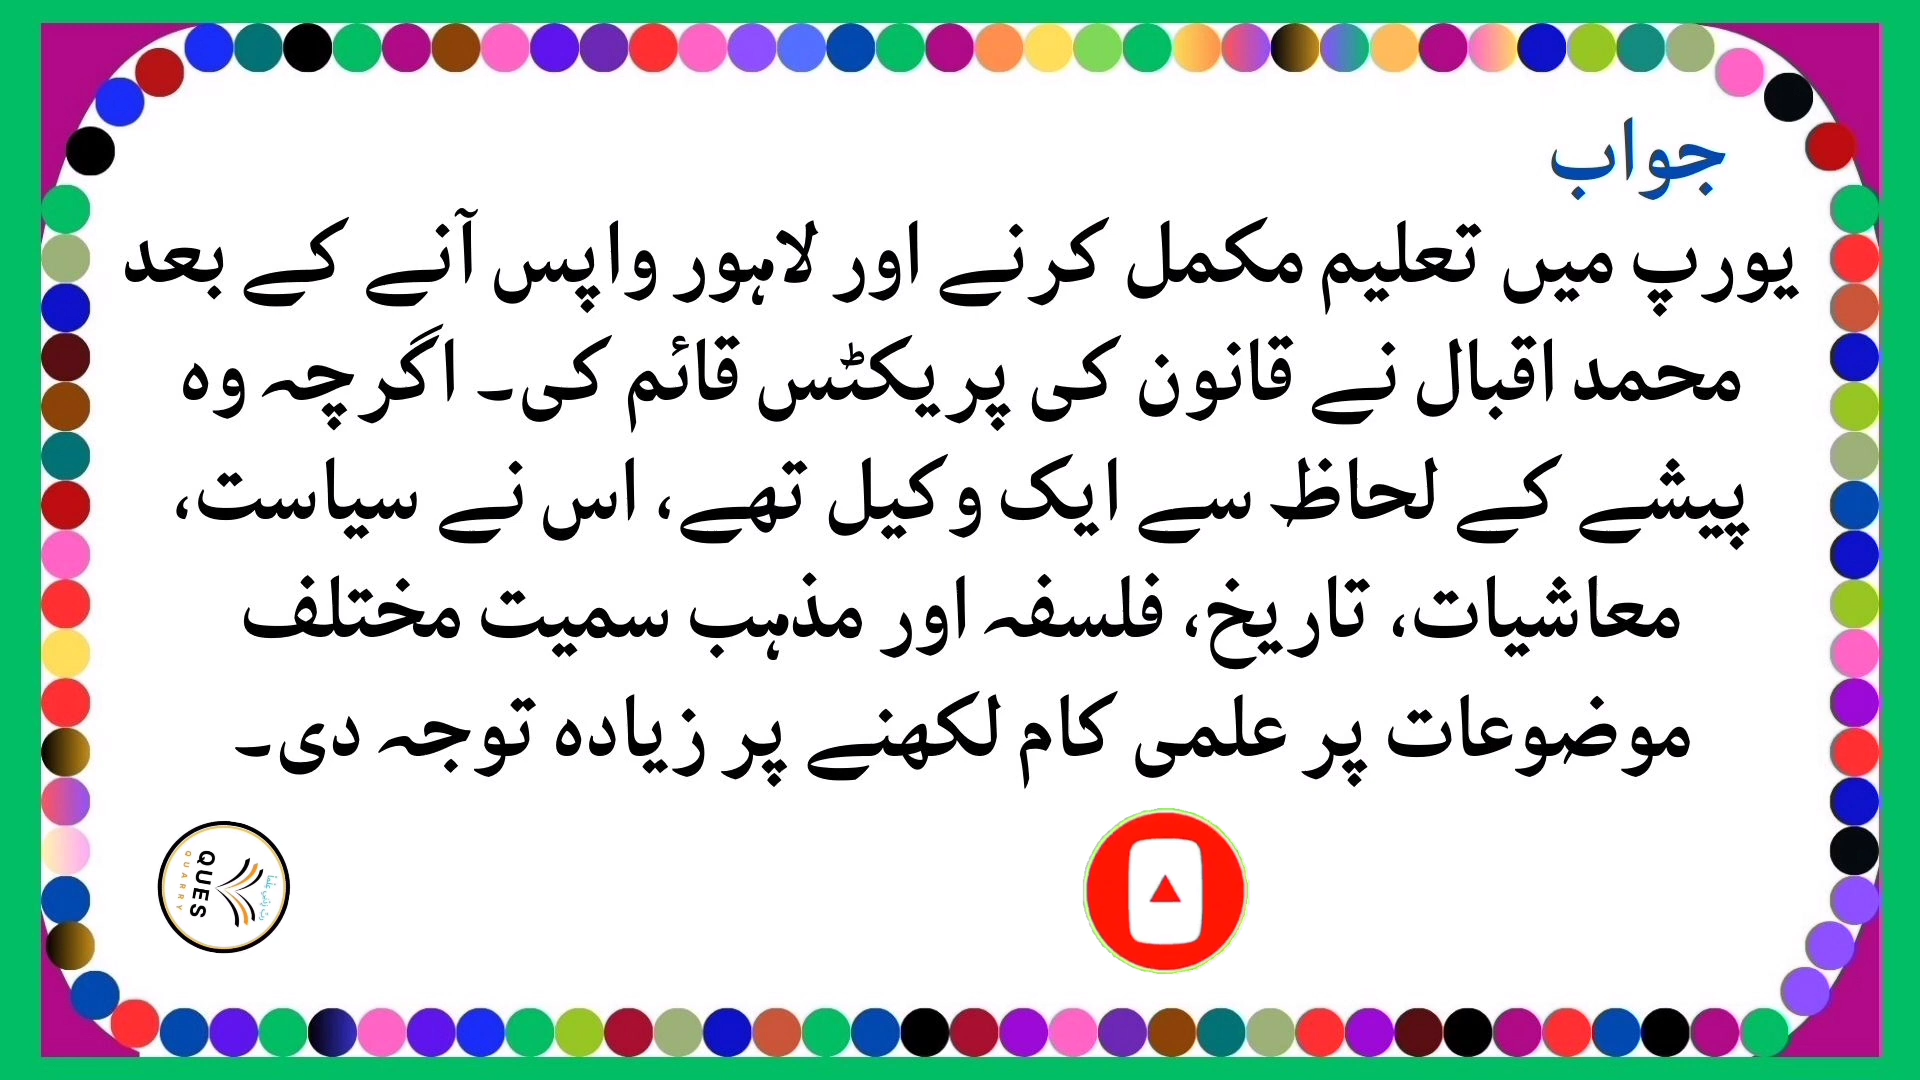 جواب
یورپ میں تعلیم مکمل کرنے اور لاہور واپس آنے کے بعد
محمد اقبال نے قانون کی پریکٹس قائم کی۔ اگرچہ وہ
پیشے کے لحاظ سے ایک وکیل تھے، اس نے سیاست،
معاشیات، تاریخ، فلسفہ اور مذہب سمیت مختلف
موضوعات پر علمی کام لکھنے پر زیادہ توجہ دی۔
QUES
QUARRY